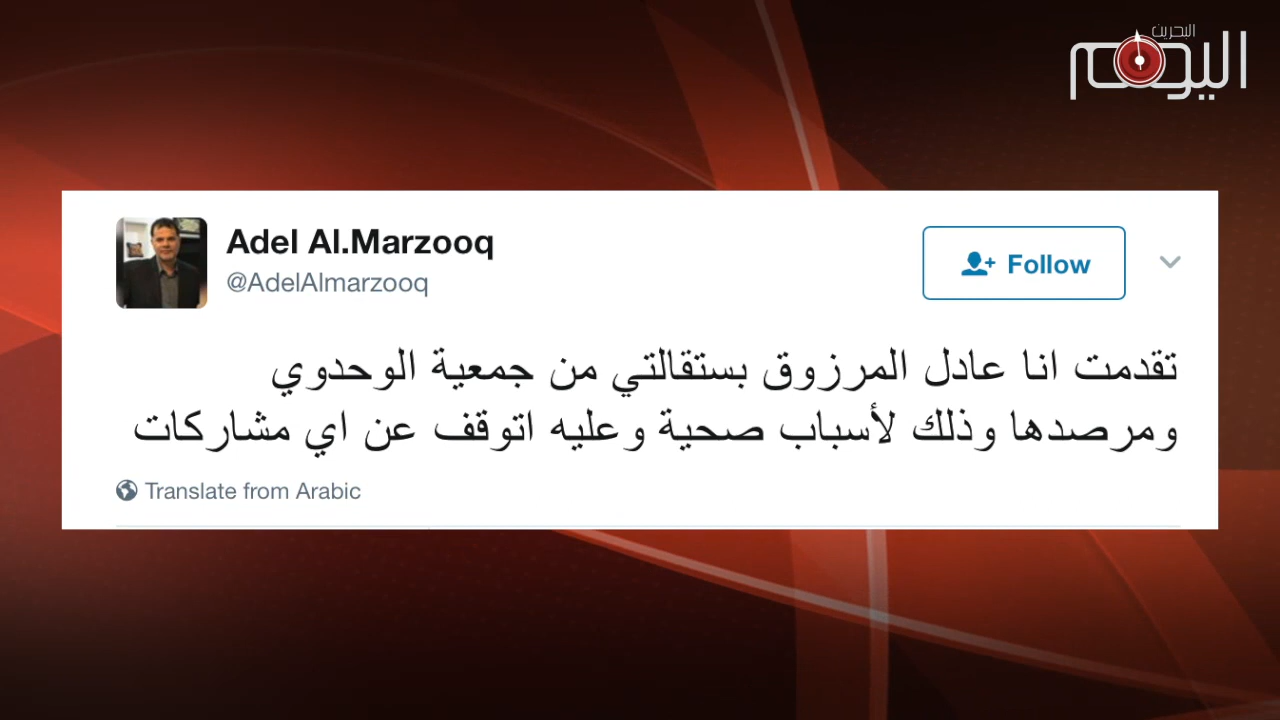 البحرين
اليوم
Adel Al.Marzooq
@AdelAlmarzooq
Follow
تقدمت انا عادل المرزوق بستقالتي من جمعية الوحدوي
ومرصدها وذلك لأسباب صحية وعليه اتوقف عن اي مشاركات
Translate from Arabic